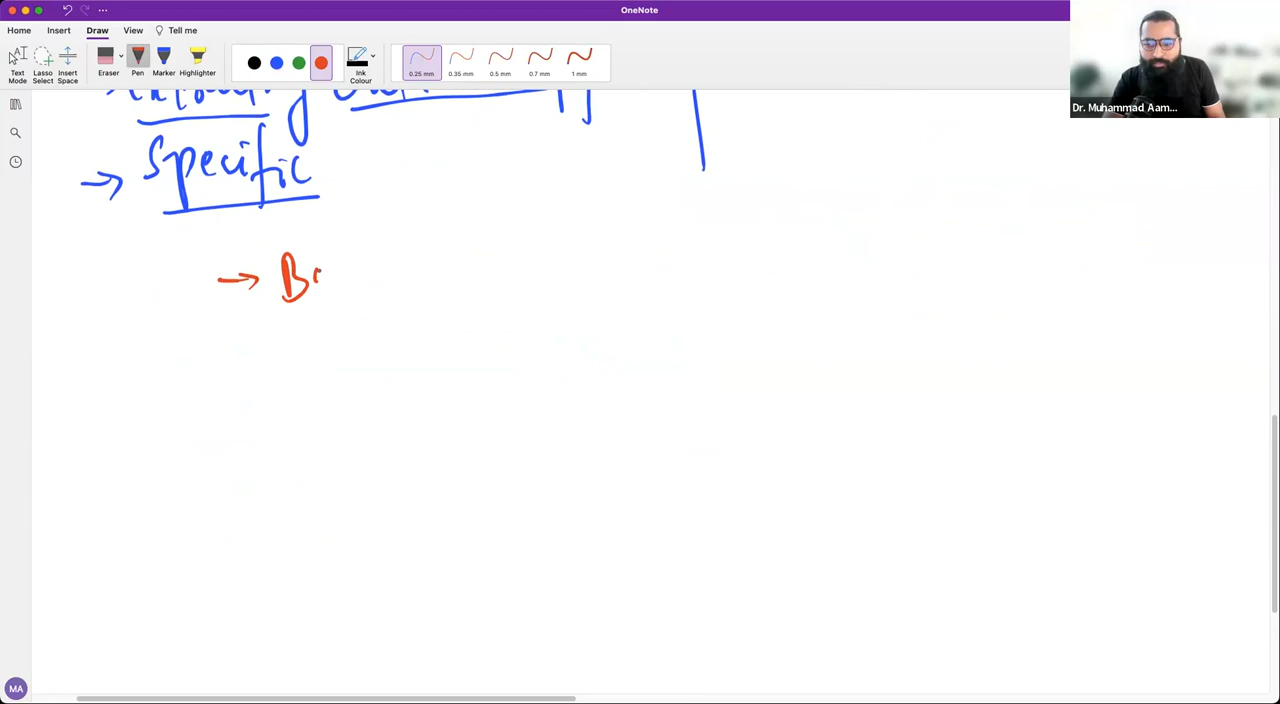 OneNote
Home Insert Draw View Tell me
Text Mode
Lasso Select
Insert Space
Eraser
Pen
Marker
Highlighter
Ink Colour
0.25 mm
0.35 mm
0.5 mm
0.7 mm
1 mm
Dr. Muhammad Aam...
→ Specific
→ B
MA